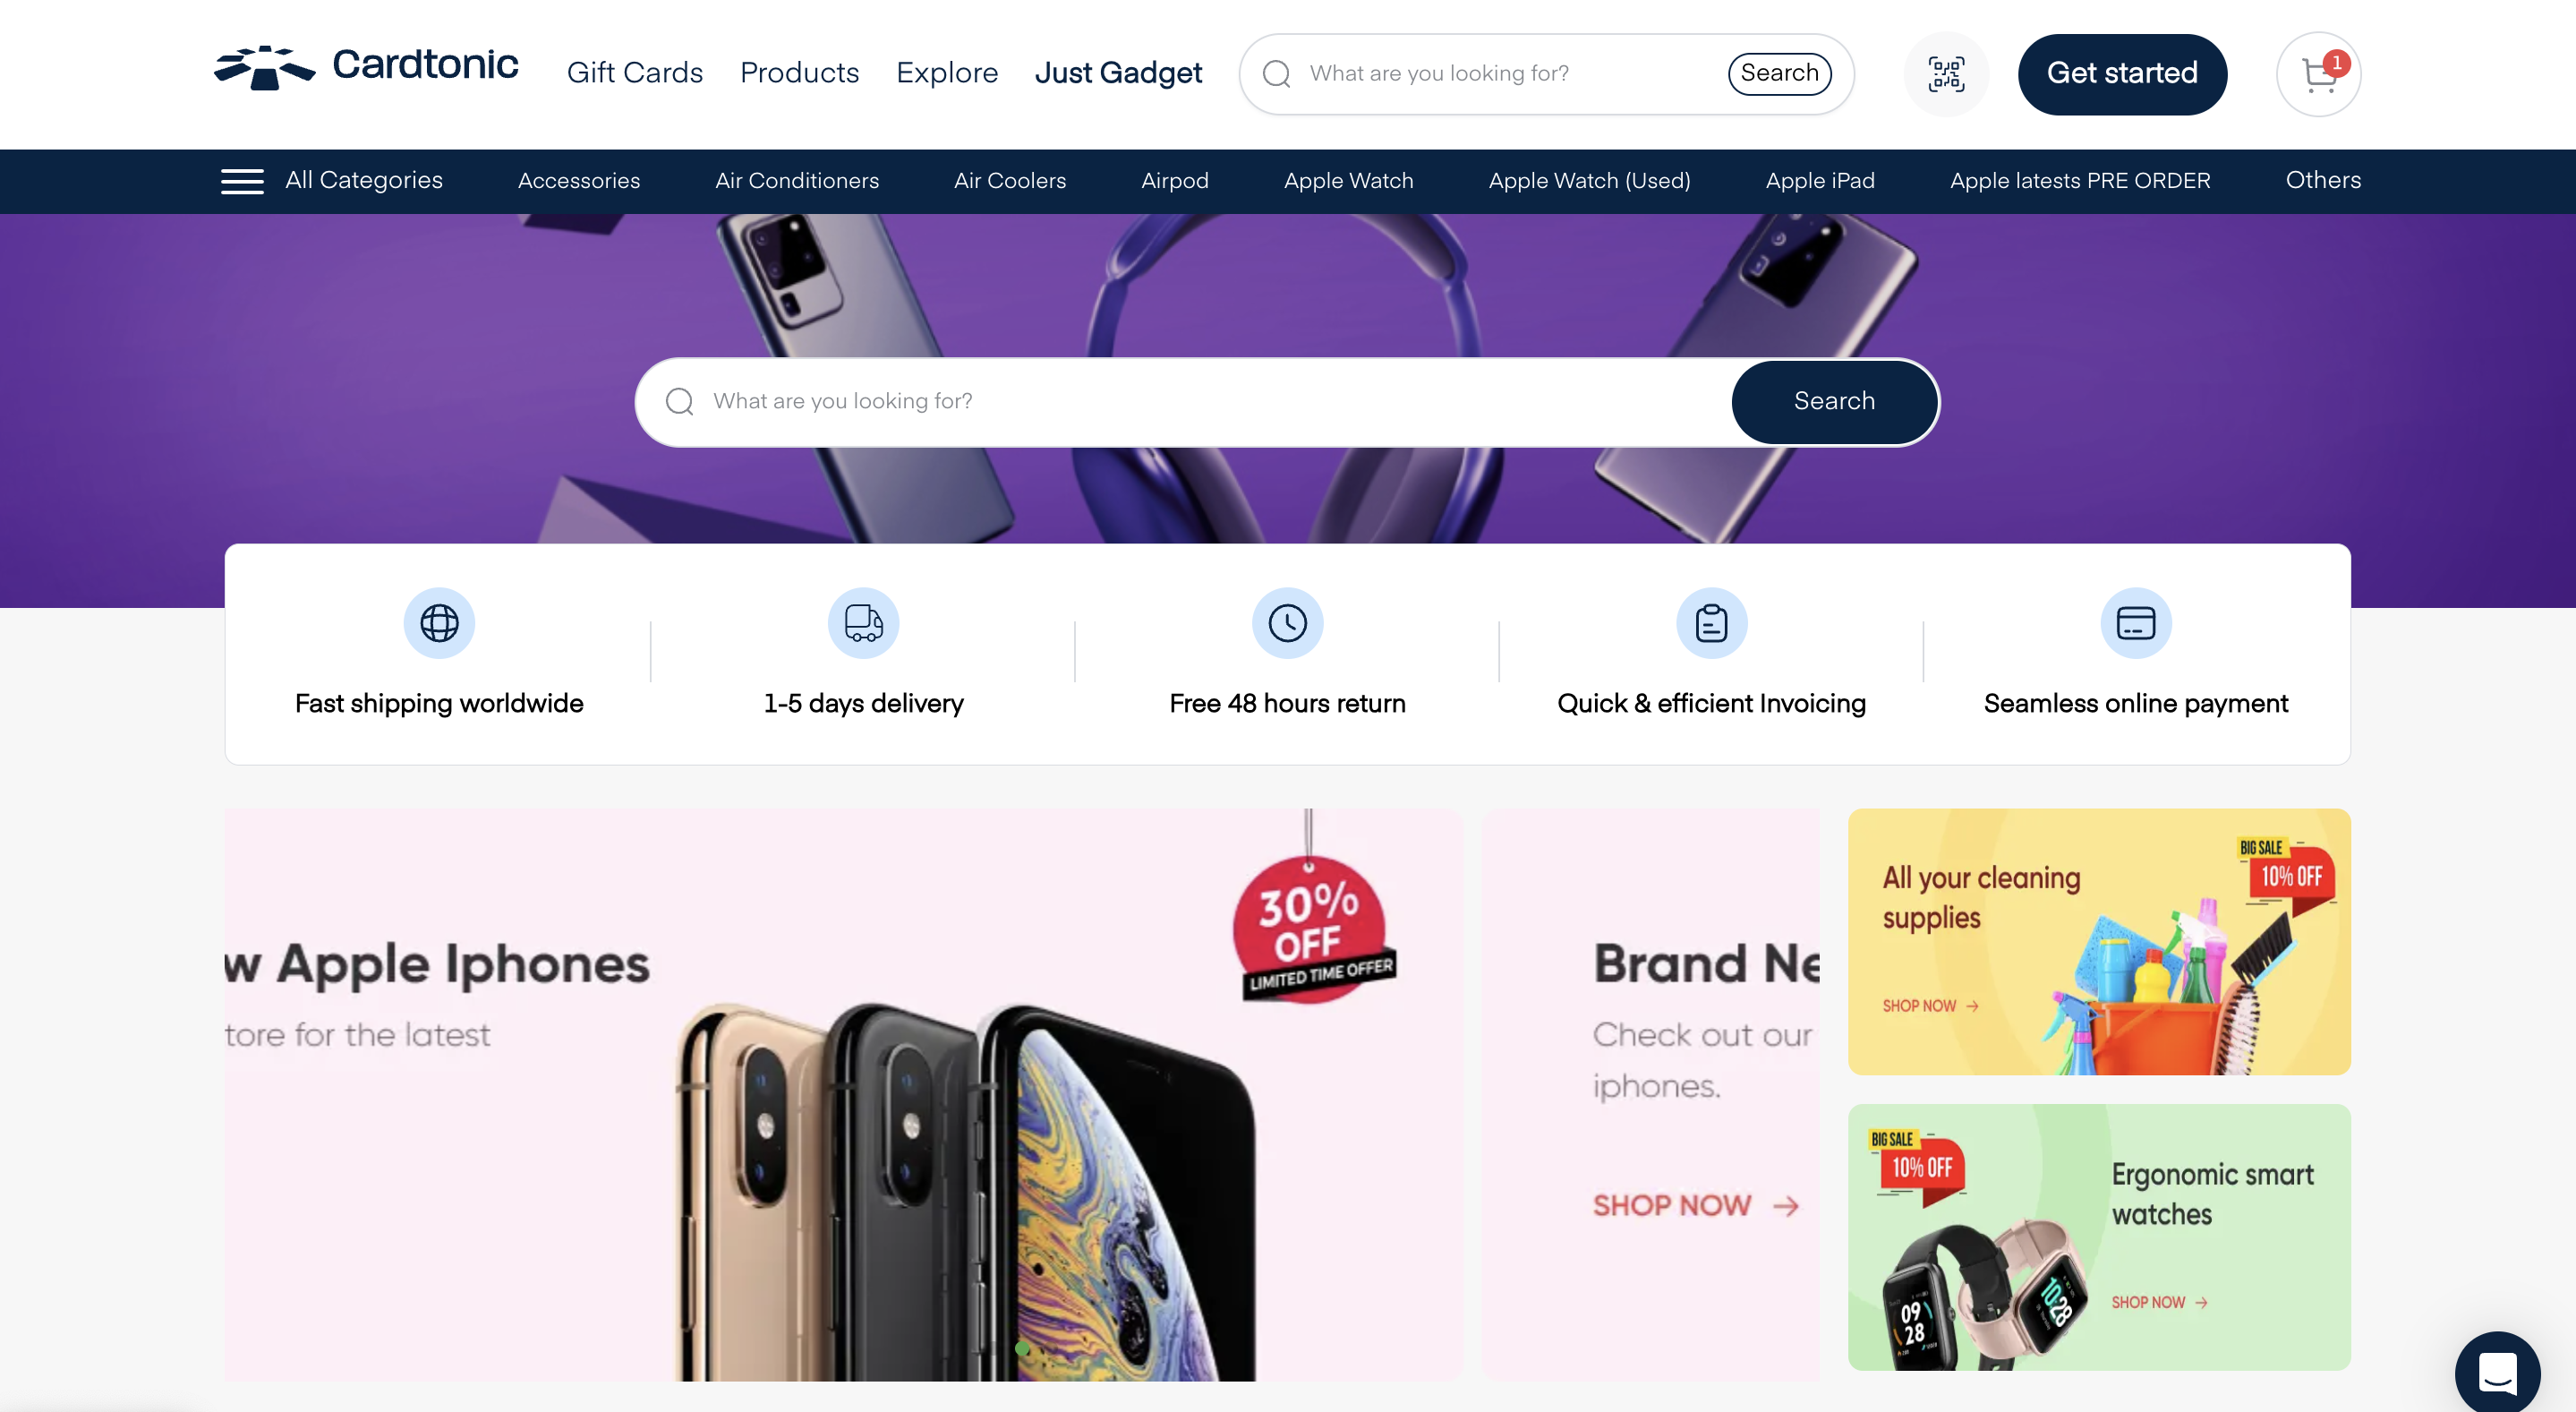 Cardtonic
Gift Cards
Products
Explore
Just Gadget
What are you looking for?
Search
Get started
1
All Categories
Accessories
Air Conditioners
Air Coolers
Airpod
Apple Watch
Apple Watch (Used)
Apple iPad
Apple latests PRE ORDER
Others
What are you looking for?
Search
Fast shipping worldwide
1-5 days delivery
Free 48 hours return
Quick & efficient Invoicing
Seamless online payment
w Apple Iphones
tore for the latest
30%
OFF
LIMITED TIME OFFER
Brand Ne
Check out our
iphones.
SHOP NOW
All your cleaning
supplies
SHOP NOW
BIG SALE
10% OFF
BIG SALE
10% OFF
Ergonomic smart
watches
SHOP NOW
09
28
10:28